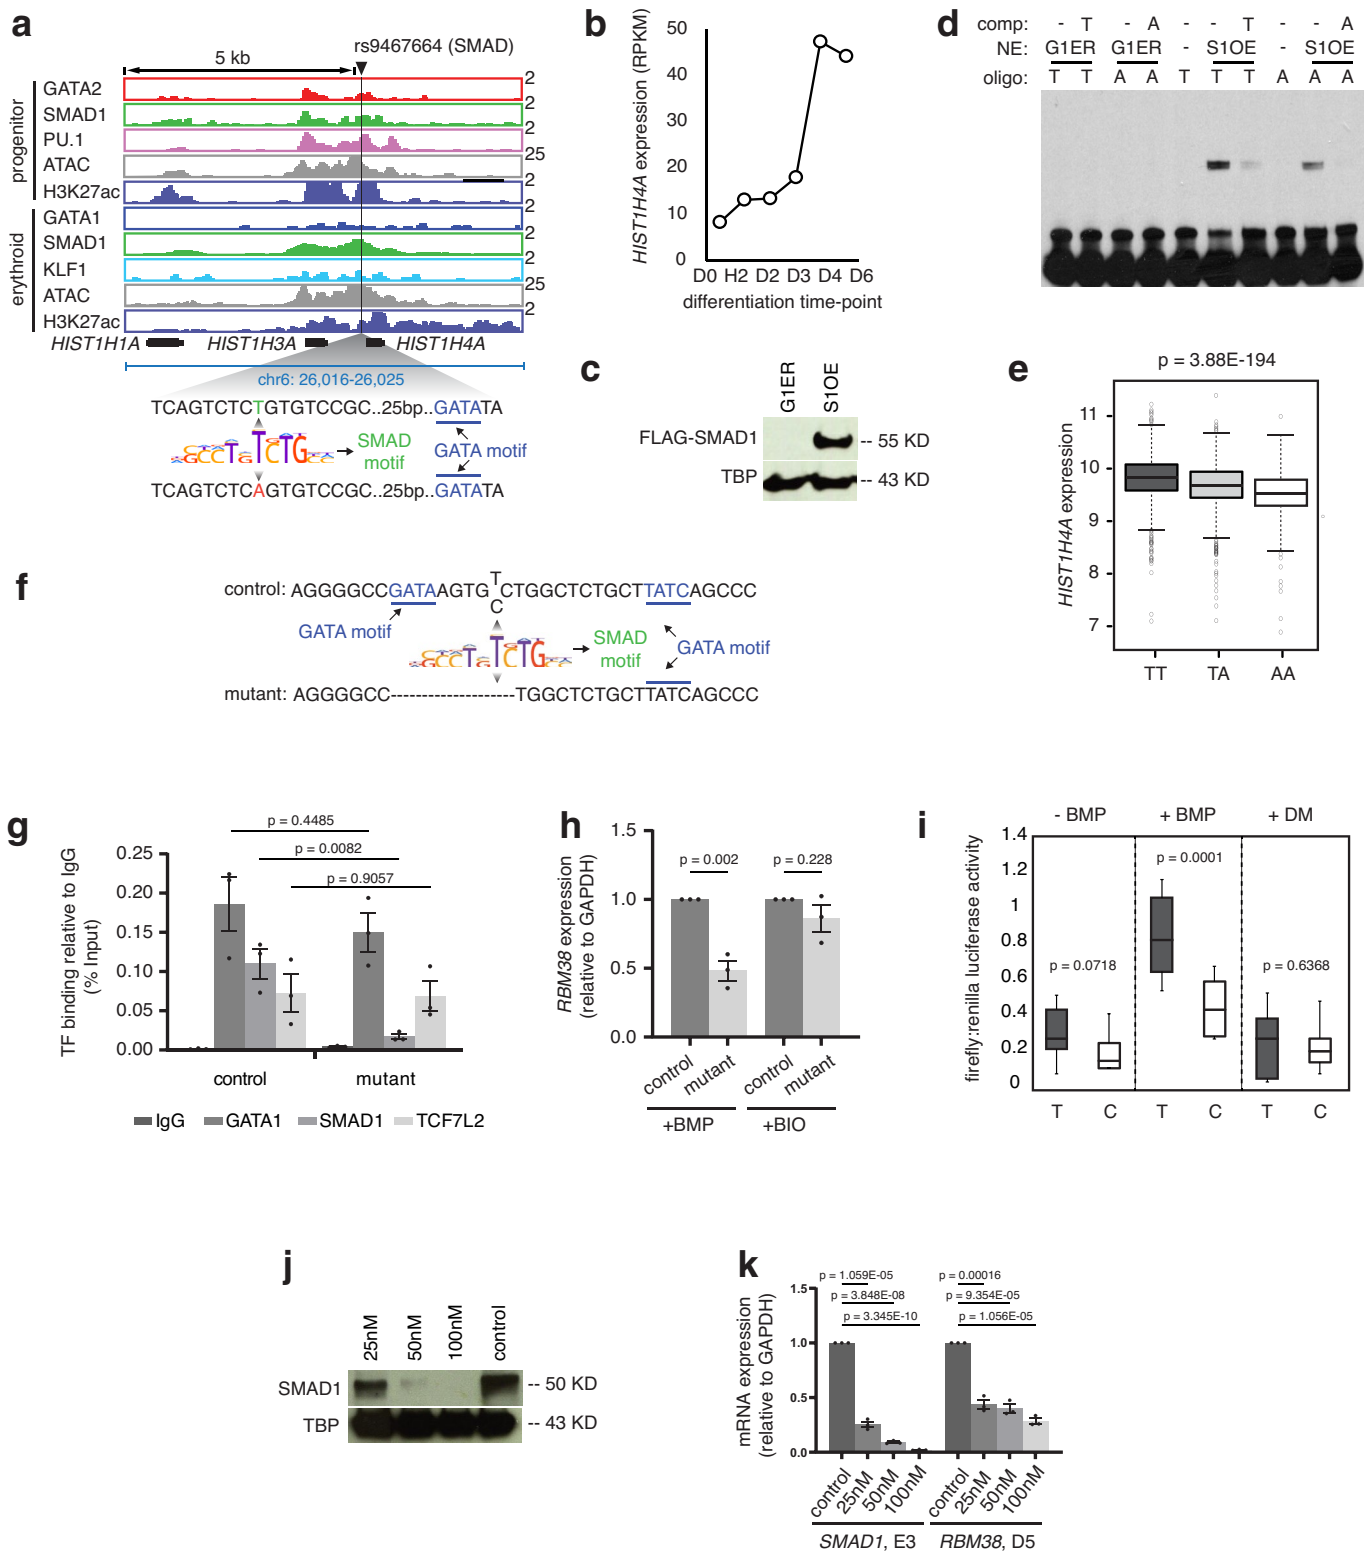 a
rs9467664 (SMAD)
5 kb
progenitor
GATA2 2
SMAD1 2
PU.1 2
ATAC 25
H3K27ac 2
erythroid
GATA1 2
SMAD1 2
KLF1 2
ATAC 25
H3K27ac 2
HIST1H1A HIST1H3A HIST1H4A
chr6: 26,016-26,025
TCAGTCTCTGTGTCCGC..25bp..GATATA
SMAD motif
GATA motif
TCAGTCTCAGTGTCCGC..25bp..GATATA
b
HIST1H4A expression (RPKM)
50
40
30
20
10
0
D0 H2 D2 D3 D4 D6
differentiation time-point
c
G1ER S1OE
FLAG-SMAD1 -- 55 KD
TBP -- 43 KD
d
comp: - T - A - - T - - A
NE: G1ER G1ER - S1OE - S1OE
oligo: T T A A T T T A A A
e
p = 3.88E-194
HIST1H4A expression
11
10
9
8
7
TT TA AA
f
control: AGGGGCCGATAAGTG T/C CTGGCTCTGCTTATCAGCCC
GATA motif
SMAD motif
GATA motif
mutant: AGGGGCC--------------------TGGCTCTGCTTATCAGCCC
g
p = 0.4485
p = 0.0082
p = 0.9057
TF binding relative to IgG
(% Input)
0.25
0.20
0.15
0.10
0.05
0.00
control mutant
IgG GATA1 SMAD1 TCF7L2
h
RBM38 expression
(relative to GAPDH)
1.5
1.0
0.5
0.0
p = 0.002 p = 0.228
control mutant control mutant
+BMP +BIO
i
- BMP + BMP + DM
firefly:renilla luciferase activity
1.4
1.2
1
0.8
0.6
0.4
0.2
0
p = 0.0718
p = 0.0001
p = 0.6368
T C T C T C
j
25nM 50nM 100nM control
SMAD1 -- 50 KD
TBP -- 43 KD
k
mRNA expression
(relative to GAPDH)
1.5
1.0
0.5
0.0
p = 1.059E-05
p = 3.848E-08
p = 3.345E-10
p = 0.00016
p = 9.354E-05
p = 1.056E-05
control 25nM 50nM 100nM control 25nM 50nM 100nM
SMAD1, E3 RBM38, D5